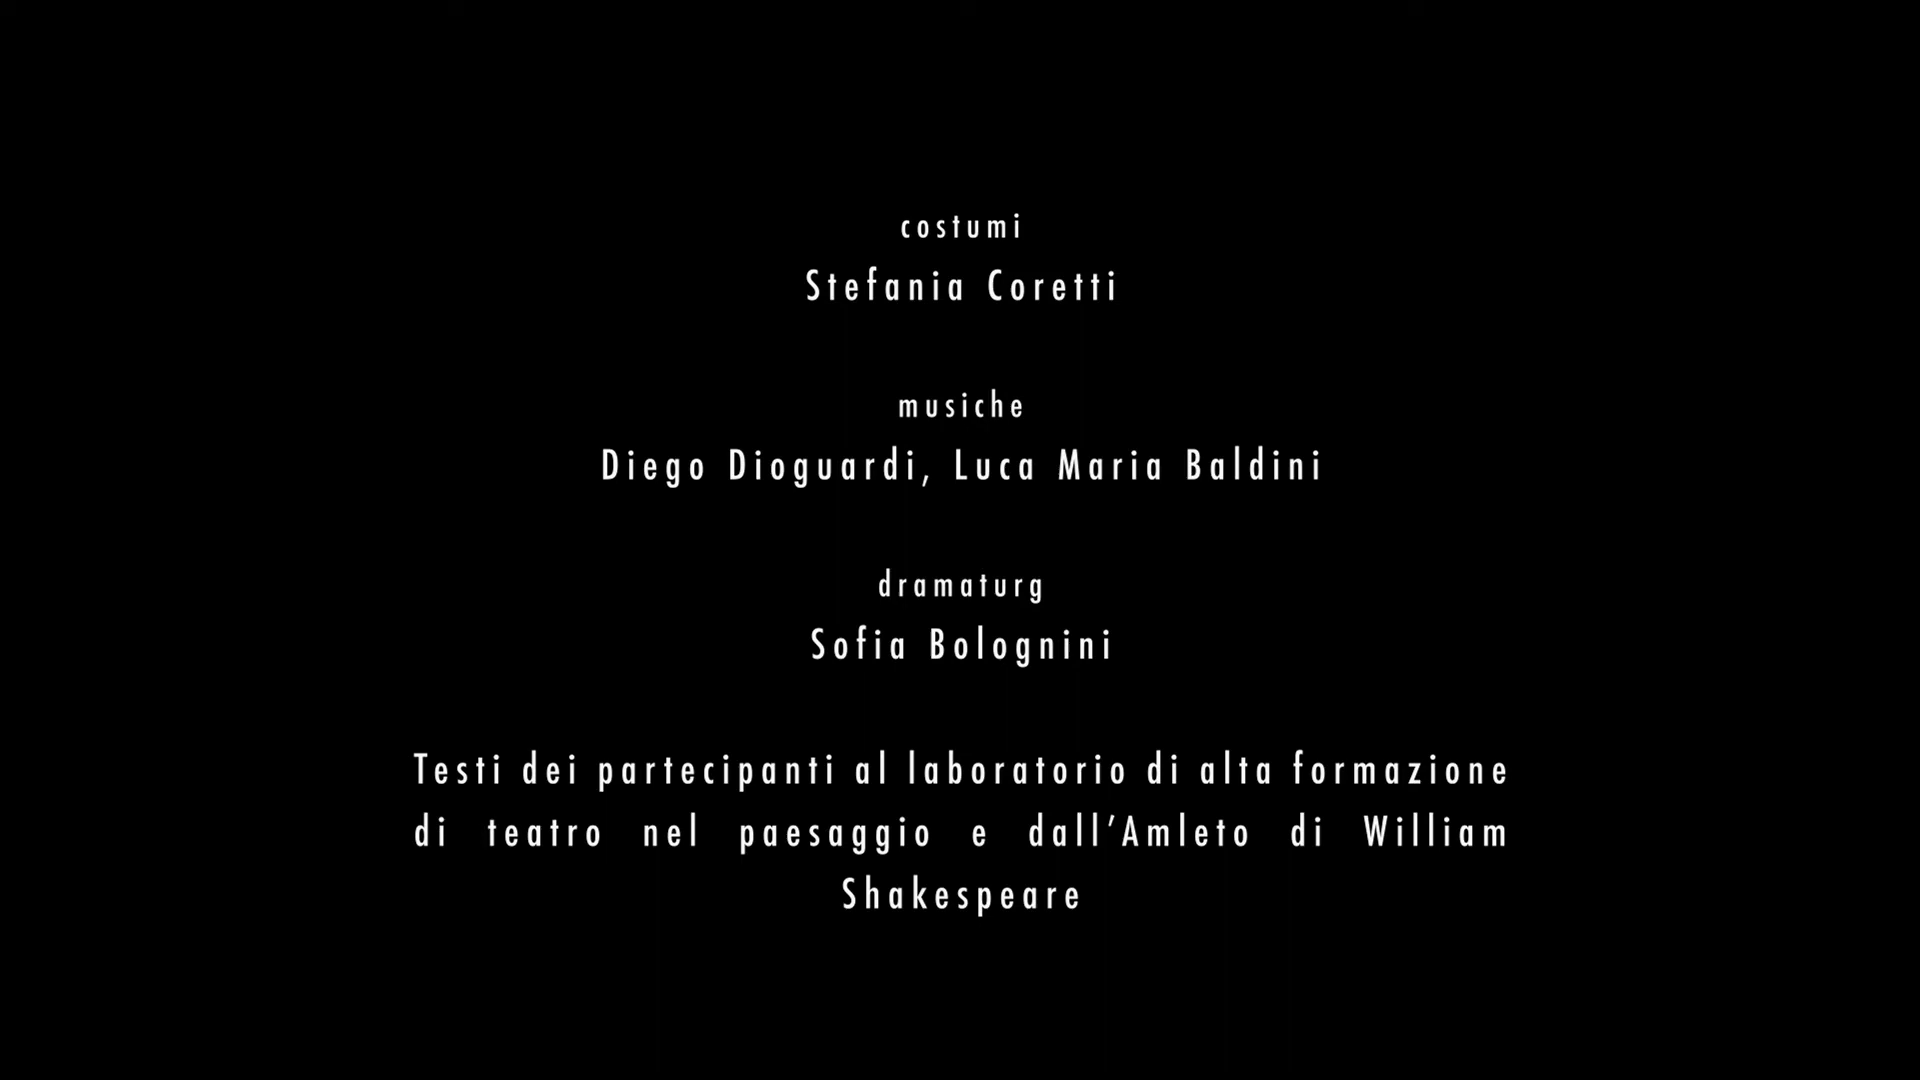 costumi
Stefania Coretti
musiche
Diego Dioguardi, Luca Maria Baldini
dramaturg
Sofia Bolognini
Testi dei partecipanti al laboratorio di alta formazione
di teatro nel paesaggio e dall’Amleto di William
Shakespeare